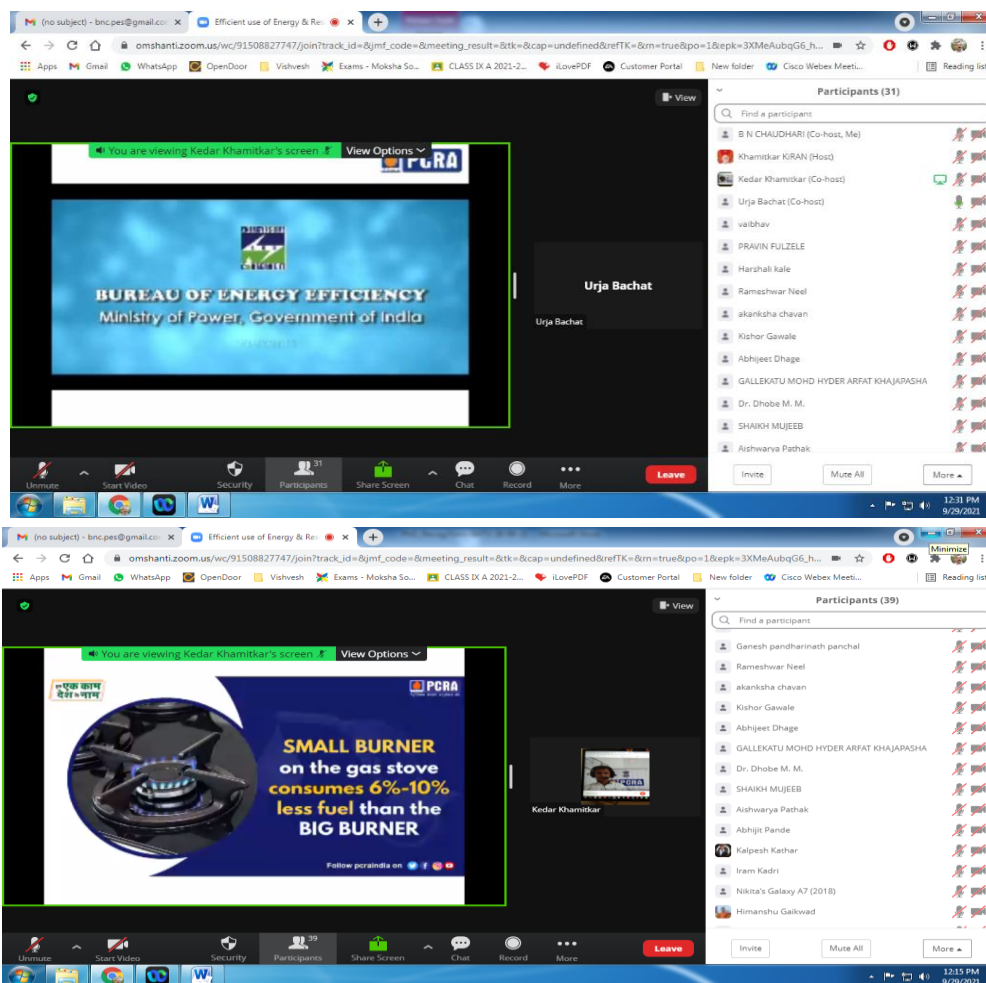 (no subject) - bnc.pes@gmail.co
Efficient use of Energy & Re
omshanti.zoom.us/wc/91508827747/join?track_id=&jmf_code=&meeting_result=&tk=&cap=undefined&refTK=&rn=true&po=1&epk=3XMeAubqG6_h...
Apps Gmail WhatsApp OpenDoor Vishvesh Exams - Moksha So... CLASS IX A 2021-2... iLovePDF Customer Portal New folder Cisco Webex Meeti... Reading list
View
You are viewing Kedar Khamitkar's screen View Options
PCRA
BUREAU OF ENERGY EFFICIENCY
Ministry of Power, Government of India
Urja Bachat
Urja Bachat
Participants (31)
Find a participant
B N CHAUDHARI (Co-host, Me)
Khamitkar KiRAN (Host)
Kedar Khamitkar (Co-host)
Urja Bachat (Co-host)
vaibhav
PRAVIN FULZELE
Harshali kale
Rameshwar Neel
akanksha chavan
Kishor Gawale
Abhijeet Dhage
GALLEKATU MOHD HYDER ARFAT KHAJAPASHA
Dr. Dhobe M. M.
SHAIKH MUJEEB
Aishwarya Pathak
Invite Mute All More
Unmute Start Video Security Participants 31 Share Screen Chat Record More Leave
12:31 PM
9/29/2021
(no subject) - bnc.pes@gmail.co
Efficient use of Energy & Re
Minimize
omshanti.zoom.us/wc/91508827747/join?track_id=&jmf_code=&meeting_result=&tk=&cap=undefined&refTK=&rn=true&po=1&epk=3XMeAubqG6_h...
Apps Gmail WhatsApp OpenDoor Vishvesh Exams - Moksha So... CLASS IX A 2021-2... iLovePDF Customer Portal New folder Cisco Webex Meeti... Reading list
View
You are viewing Kedar Khamitkar's screen View Options
एक काम
देश के नाम
PCRA
SMALL BURNER
on the gas stove
consumes 6%-10%
less fuel than the
BIG BURNER
Follow pcraindia on
Kedar Khamitkar
Participants (39)
Find a participant
Ganesh pandharinath panchal
Rameshwar Neel
akanksha chavan
Kishor Gawale
Abhijeet Dhage
GALLEKATU MOHD HYDER ARFAT KHAJAPASHA
Dr. Dhobe M. M.
SHAIKH MUJEEB
Aishwarya Pathak
Abhijit Pande
Kalpesh Kathar
Iram Kadri
Nikita's Galaxy A7 (2018)
Himanshu Gaikwad
Invite Mute All More
Unmute Start Video Security Participants 39 Share Screen Chat Record More Leave
12:15 PM
9/29/2021